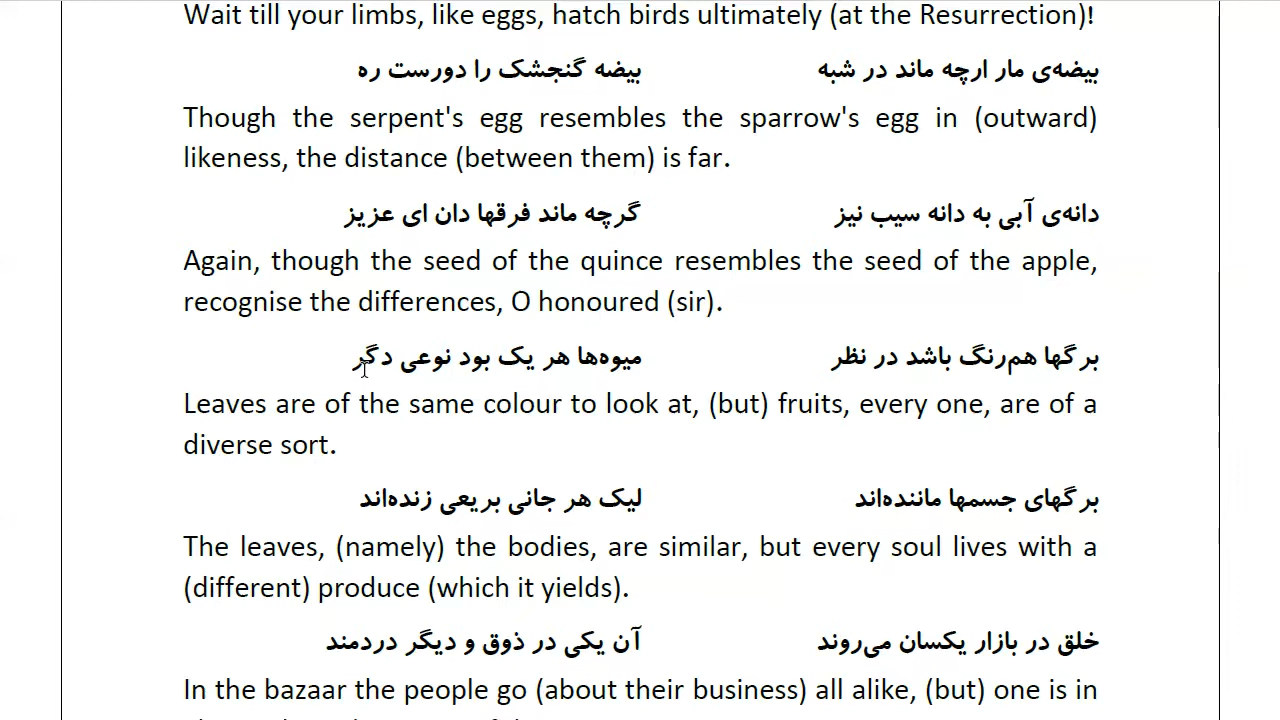 Wait till your limbs, like eggs, hatch birds ultimately (at the Resurrection)!
بیضه‌ی مار ارچه ماند در شبه بیضه گنجشک را دورست ره
Though the serpent's egg resembles the sparrow's egg in (outward)
likeness, the distance (between them) is far.
دانه‌ی آبی به دانه سیب نیز گرچه ماند فرقها دان ای عزیز
Again, though the seed of the quince resembles the seed of the apple,
recognise the differences, O honoured (sir).
برگها هم‌رنگ باشد در نظر میوه‌ها هر یک بود نوعی دگر
Leaves are of the same colour to look at, (but) fruits, every one, are of a
diverse sort.
برگهای جسمها ماننده‌اند لیک هر جانی بریعی زنده‌اند
The leaves, (namely) the bodies, are similar, but every soul lives with a
(different) produce (which it yields).
خلق در بازار یکسان می‌روند آن یکی در ذوق و دیگر دردمند
In the bazaar the people go (about their business) all alike, (but) one is in